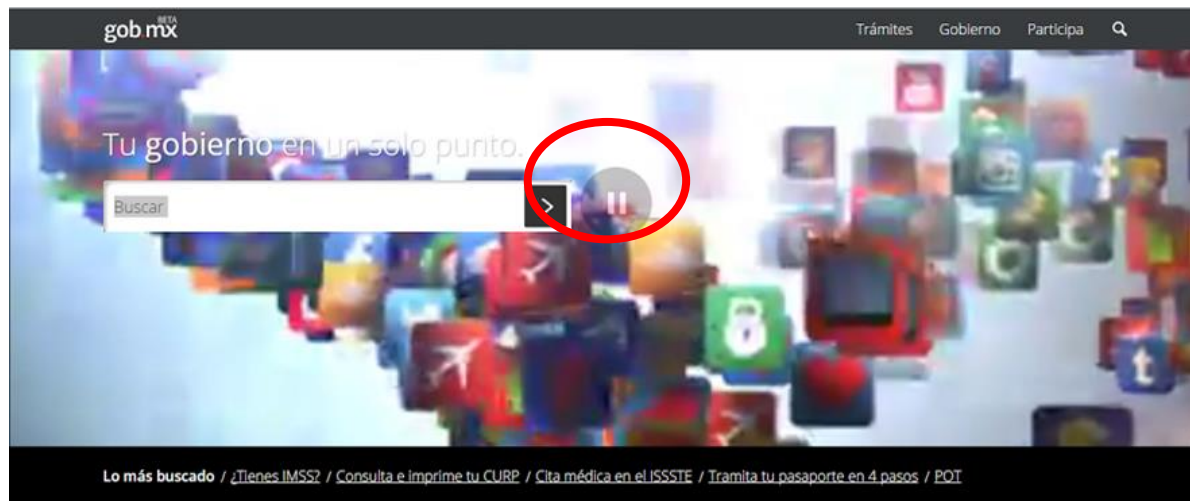 gob.mx BETA
Trámites Gobierno Participa
Tu gobierno en un solo punto.
Buscar >
f
t
Lo más buscado / ¿Tienes IMSS? / Consulta e imprime tu CURP / Cita médica en el ISSSTE / Tramita tu pasaporte en 4 pasos / POT